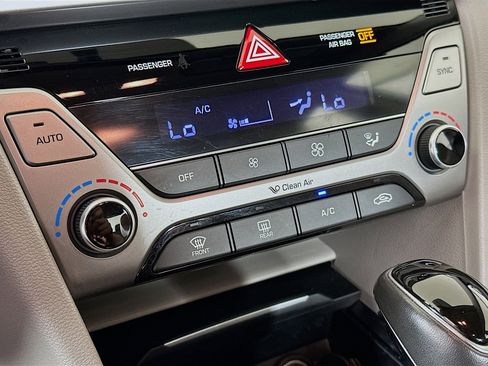 PASSENGER
PASSENGER
AIR BAG OFF
SYNC
AUTO
A/C
Lo
Lo
OFF
Clean Air
FRONT
REAR
A/C